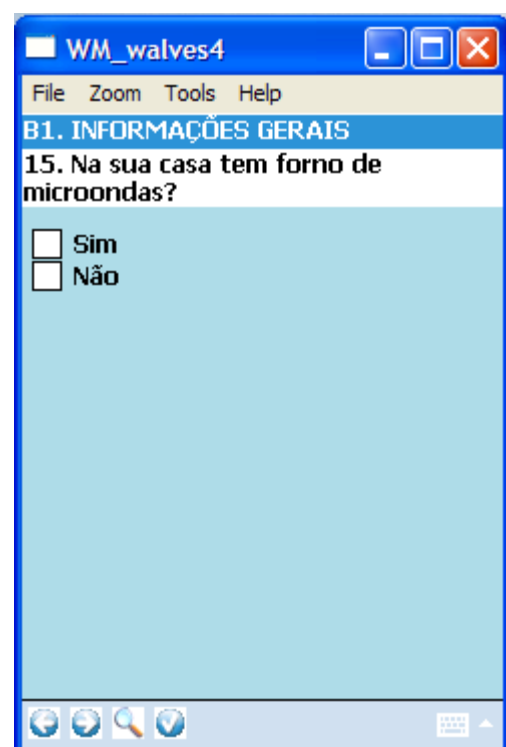 WM_walves4
File Zoom Tools Help
B1. INFORMAÇÕES GERAIS
15. Na sua casa tem forno de
microondas?
Sim
Não